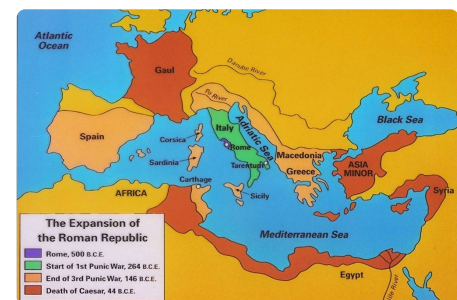 Atlantic
Ocean
Gaul
Danube River
Po River
Adriatic Sea
Black Sea
Italy
Rome
Corsica
Spain
Macedonia
Tarentum
Sardinia
Greece
ASIA
MINOR
Carthage
Syria
AFRICA
Sicily
Mediterranean Sea
The Expansion of
the Roman Republic
Rome, 500 B.C.E.
Start of 1st Punic War, 264 B.C.E.
End of 3rd Punic War, 146 B.C.E.
Death of Caesar, 44 B.C.E.
Egypt
Nile River